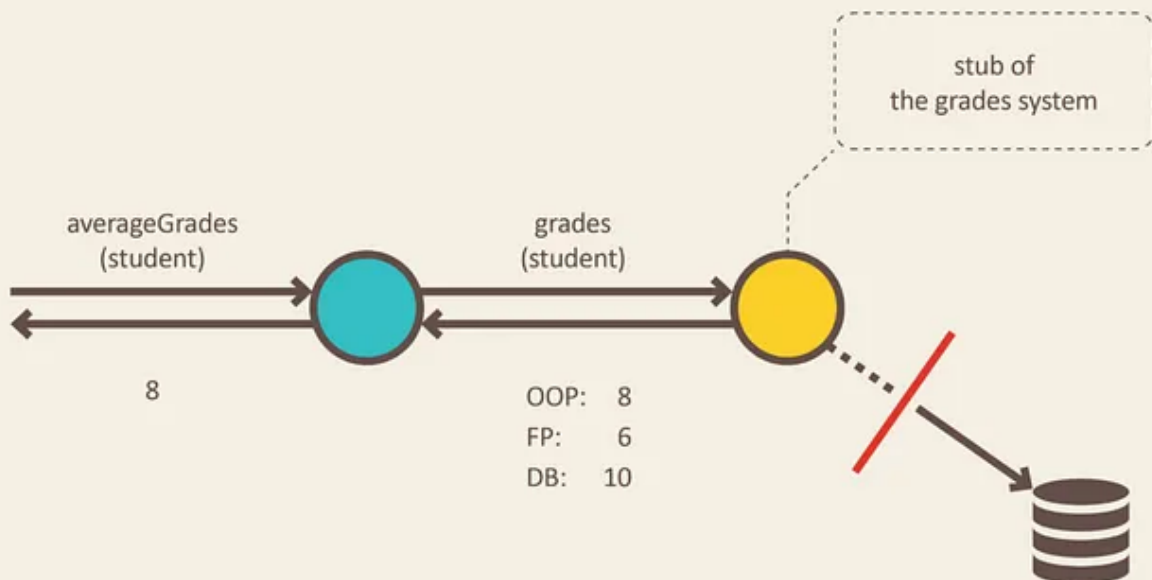 stub of
the grades system
averageGrades
(student)
grades
(student)
8
OOP: 8
FP: 6
DB: 10